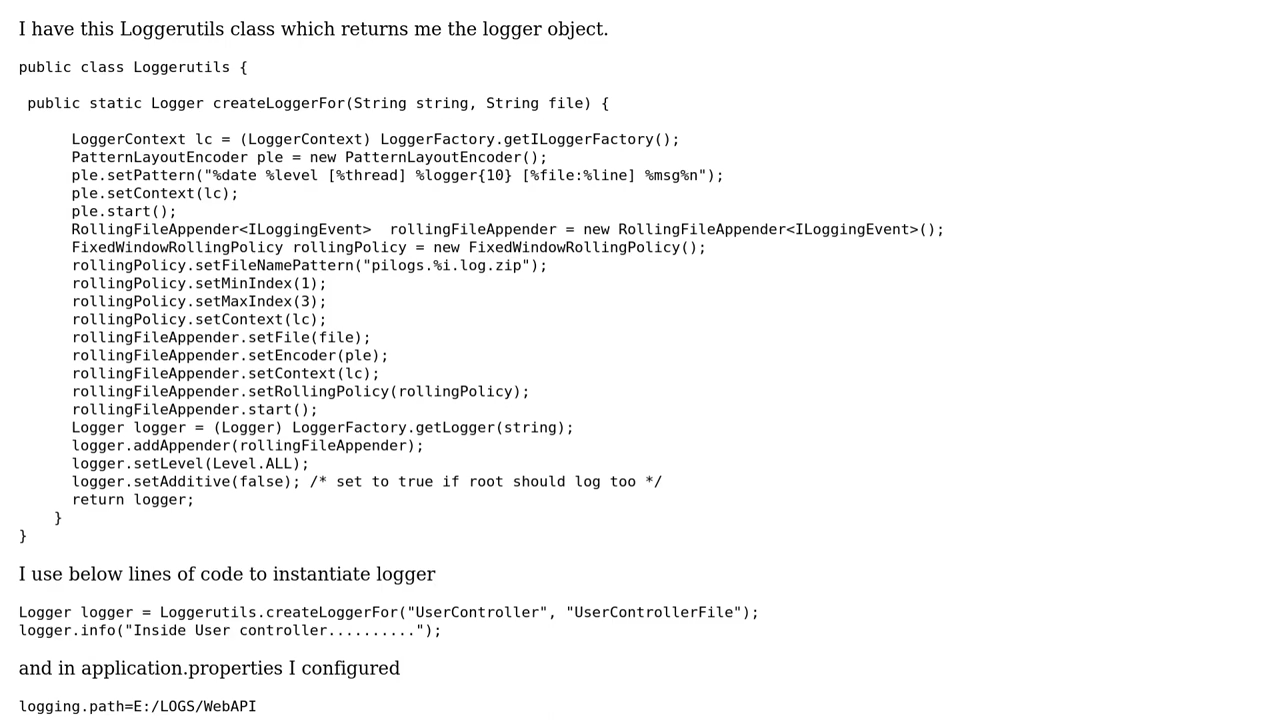 I have this Loggerutils class which returns me the logger object.
public class Loggerutils {
 public static Logger createLoggerFor(String string, String file) {
      LoggerContext lc = (LoggerContext) LoggerFactory.getILoggerFactory();
      PatternLayoutEncoder ple = new PatternLayoutEncoder();
      ple.setPattern("%date %level [%thread] %logger{10} [%file:%line] %msg%n");
      ple.setContext(lc);
      ple.start();
      RollingFileAppender<ILoggingEvent>  rollingFileAppender = new RollingFileAppender<ILoggingEvent>();
      FixedWindowRollingPolicy rollingPolicy = new FixedWindowRollingPolicy();
      rollingPolicy.setFileNamePattern("pilogs.%i.log.zip");
      rollingPolicy.setMinIndex(1);
      rollingPolicy.setMaxIndex(3);
      rollingPolicy.setContext(lc);
      rollingFileAppender.setFile(file);
      rollingFileAppender.setEncoder(ple);
      rollingFileAppender.setContext(lc);
      rollingFileAppender.setRollingPolicy(rollingPolicy);
      rollingFileAppender.start();
      Logger logger = (Logger) LoggerFactory.getLogger(string);
      logger.addAppender(rollingFileAppender);
      logger.setLevel(Level.ALL);
      logger.setAdditive(false); /* set to true if root should log too */
      return logger;
    }
}
I use below lines of code to instantiate logger
Logger logger = Loggerutils.createLoggerFor("UserController", "UserControllerFile");
logger.info("Inside User controller..........");
and in application.properties I configured
logging.path=E:/LOGS/WebAPI